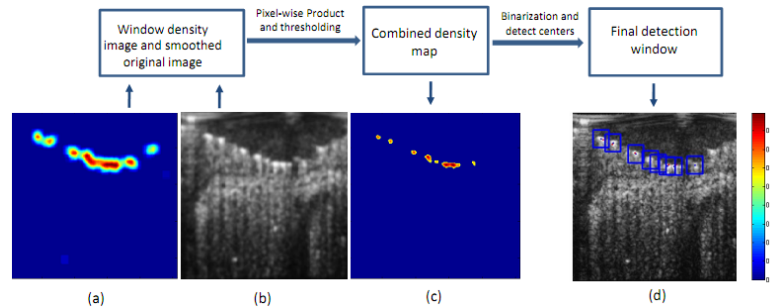 Window density
image and smoothed
original image
Pixel-wise Product
and thresholding
Combined density
map
Binarization and
detect centers
Final detection
window
(a)
(b)
(c)
(d)